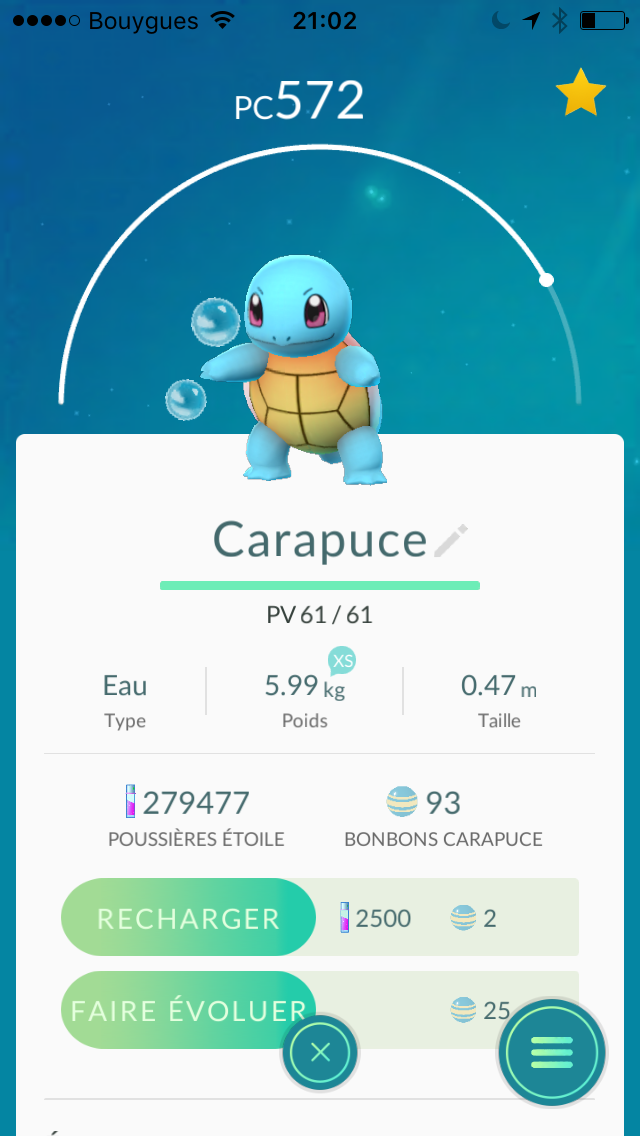 Bouygues 21:02
PC572
Carapuce
PV 61 / 61
XS
Eau 5.99 kg 0.47 m
Type Poids Taille
279477 93
POUSSIÈRES ÉTOILE BONBONS CARAPUCE
RECHARGER 2500 2
FAIRE ÉVOLUER 25